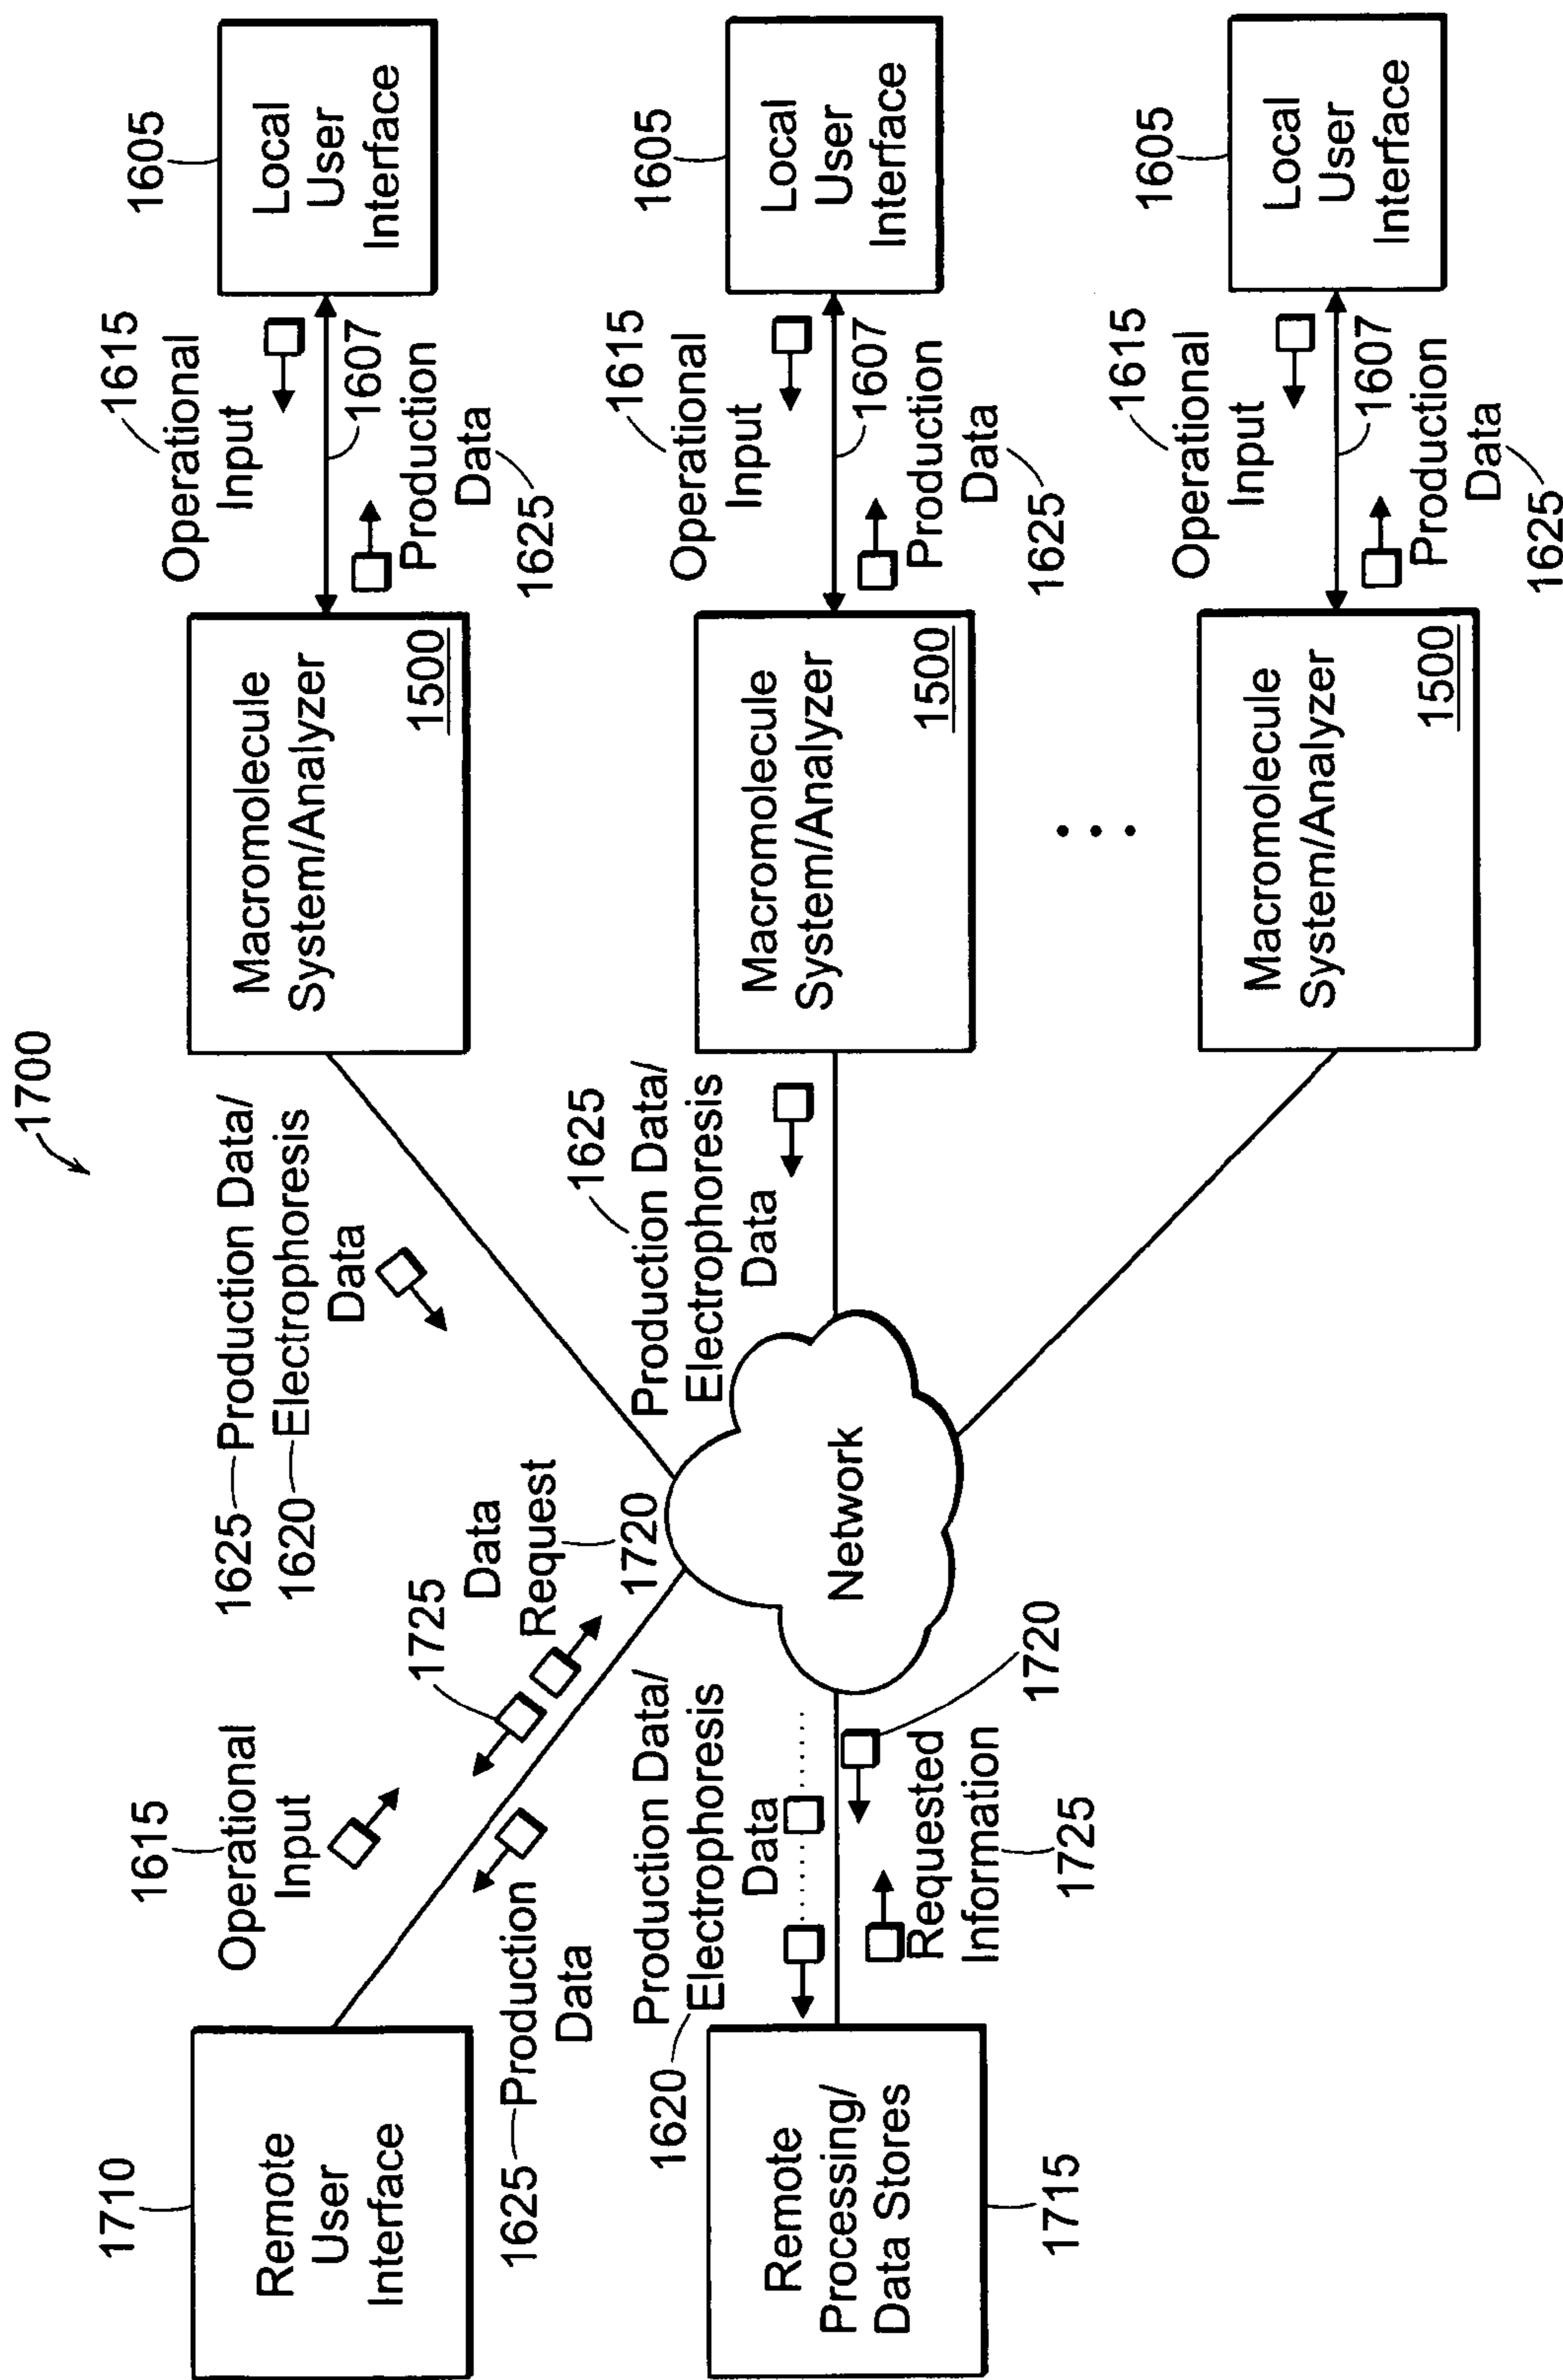 1700
1710
Remote
User
Interface
1615
Operational
Input
1625
Production
Data
1725
Data
Request
1720
1625
Production Data/
1620
Electrophoresis
Data
Macromolecule
System/Analyzer
1500
1615
Operational
Input
1607
Production
Data
1625
1605
Local
User
Interface
Remote
Processing/
Data Stores
1715
Production Data/
1620
Electrophoresis
Data
1720
Requested
Information
1725
Network
1625
Production Data/
Electrophoresis
Data
Macromolecule
System/Analyzer
1500
1615
Operational
Input
1607
Production
Data
1625
1605
Local
User
Interface
Macromolecule
System/Analyzer
1500
1615
Operational
Input
1607
Production
Data
1625
1605
Local
User
Interface